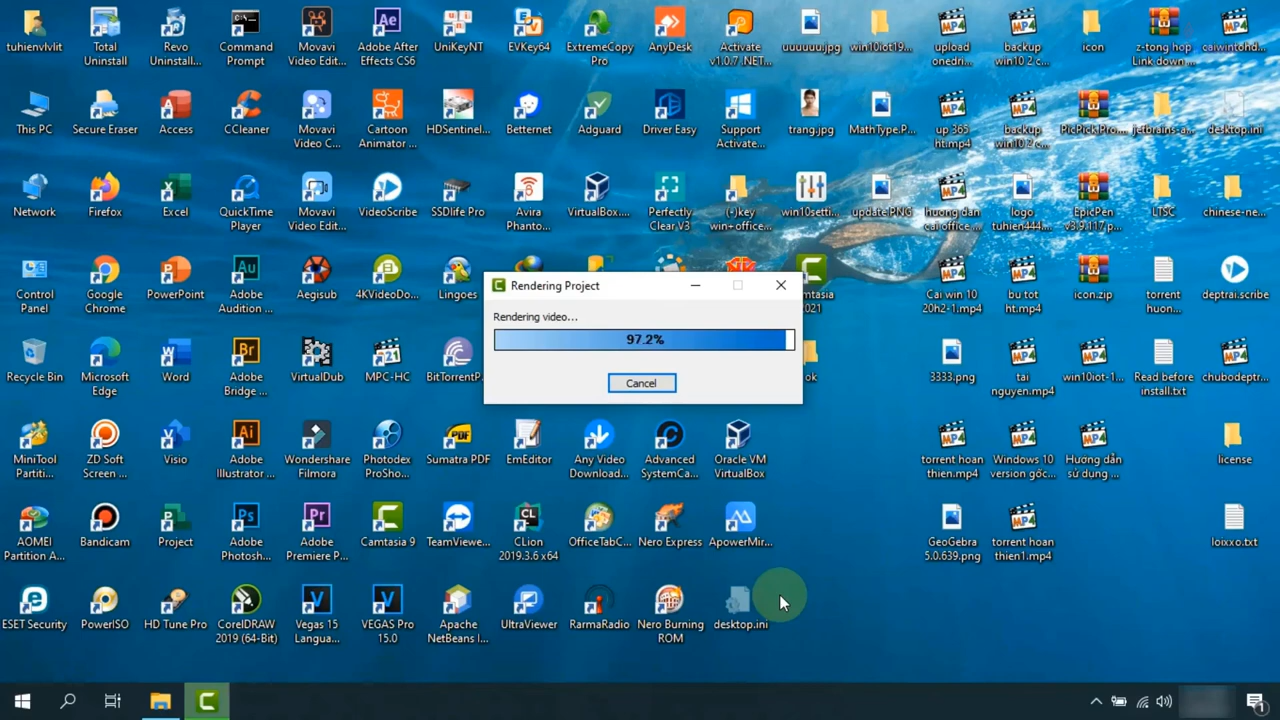 tuhienvlvlit
Total
Uninstall
Revo
Uninstall...
Command
Prompt
Movavi
Video Edit...
Adobe After
Effects CS6
UniKeyNT
EVKey64
ExtremeCopy
Pro
AnyDesk
Activate
v1.0.7 .NET...
uuuuuu.jpg
win10iot19...
upload
onedri...
backup
win10 2 c...
icon
z-tong hop
Link down ...
caiwintohd...
This PC
Secure Eraser
Access
CCleaner
Movavi
Video C...
Cartoon
Animator ...
HDSentinel...
Betternet
Adguard
Driver Easy
Support
Activate...
trang.jpg
MathType.P...
up 365
ht.mp4
backup
win10 2 c...
PicPick.Pro...
jetbrains-a...
desktop.ini
Network
Firefox
Excel
QuickTime
Player
Movavi
Video Edit...
VideoScribe
SSDlife Pro
Avira
Phanto...
VirtualBox....
Perfectly
Clear V3
(-)key
win+office...
win10setti...
update.PNG
huong dan
cai office ...
logo
tuhien444...
EpicPen
v3.9.117.p...
LTSC
chinese-ne...
Control
Panel
Google
Chrome
PowerPoint
Adobe
Audition ...
Aegisub
4KVideoDo...
Lingoes
Rendering Project
Rendering video...
97.2%
Cancel
Cai win 10
20h2-1.mp4
bu tot
ht.mp4
icon.zip
torrent
huon...
deptrai.scribe
Recycle Bin
Microsoft
Edge
Word
Adobe
Bridge ...
VirtualDub
MPC-HC
BitTorrentP...
3333.png
tai
nguyen.mp4
win10iot-1...
Read before
install.txt
chubodeptr...
MiniTool
Partiti...
ZD Soft
Screen ...
Visio
Adobe
Illustrator ...
Wondershare
Filmora
Photodex
ProSho...
Sumatra PDF
EmEditor
Any Video
Download...
Advanced
SystemCa...
Oracle VM
VirtualBox
torrent hoan
thien.mp4
Windows 10
version gốc...
Hướng dẫn
sử dụng ...
license
AOMEI
Partition A...
Bandicam
Project
Adobe
Photosh...
Adobe
Premiere P...
Camtasia 9
TeamViewe...
CLion
2019.3.6 x64
OfficeTabC...
Nero Express
ApowerMir...
GeoGebra
5.0.639.png
torrent hoan
thien1.mp4
loixxo.txt
ESET Security
PowerISO
HD Tune Pro
CorelDRAW
2019 (64-Bit)
Vegas 15
Langua...
VEGAS Pro
15.0
Apache
NetBeans I...
UltraViewer
RarmaRadio
Nero Burning
ROM
desktop.ini